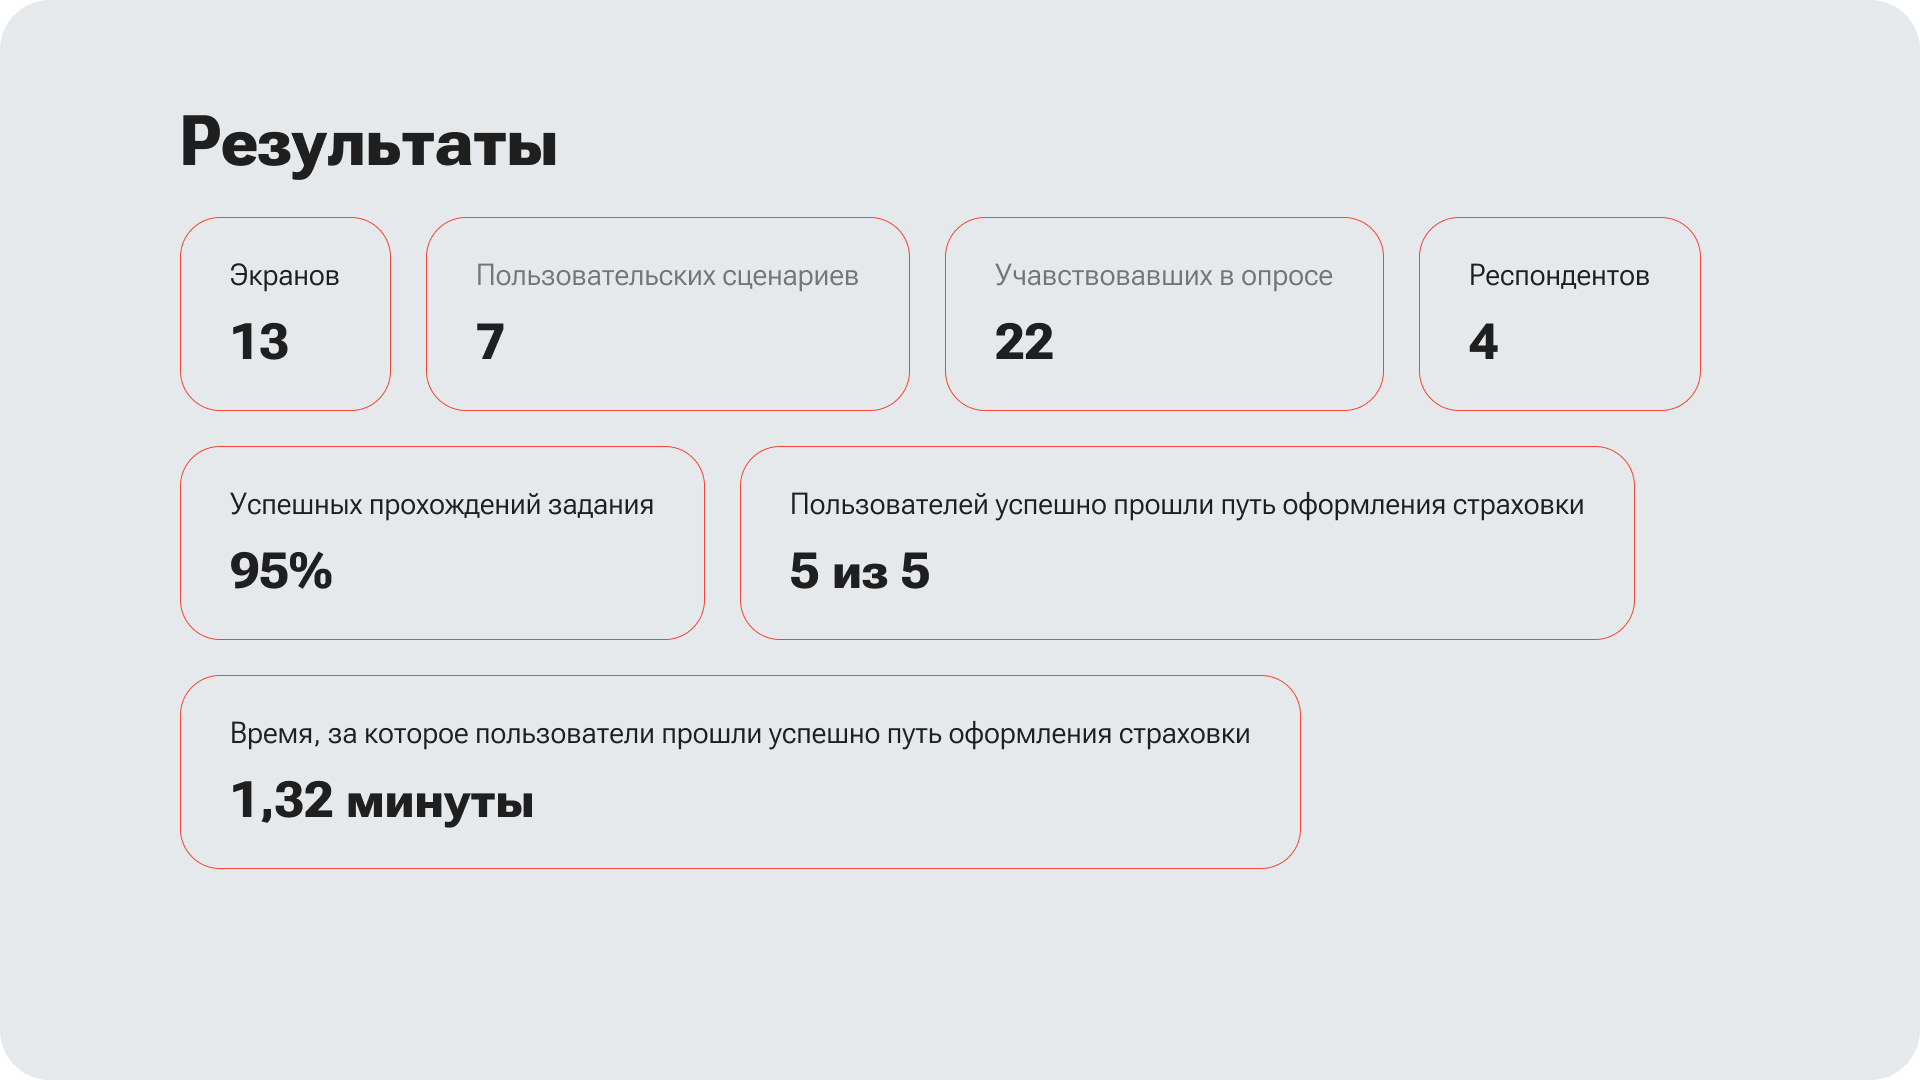 Результаты
Экранов
13
Пользовательских сценариев
7
Учавствовавших в опросе
22
Респондентов
4
Успешных прохождений задания
95%
Пользователей успешно прошли путь оформления страховки
5 из 5
Время, за которое пользователи прошли успешно путь оформления страховки
1,32 минуты